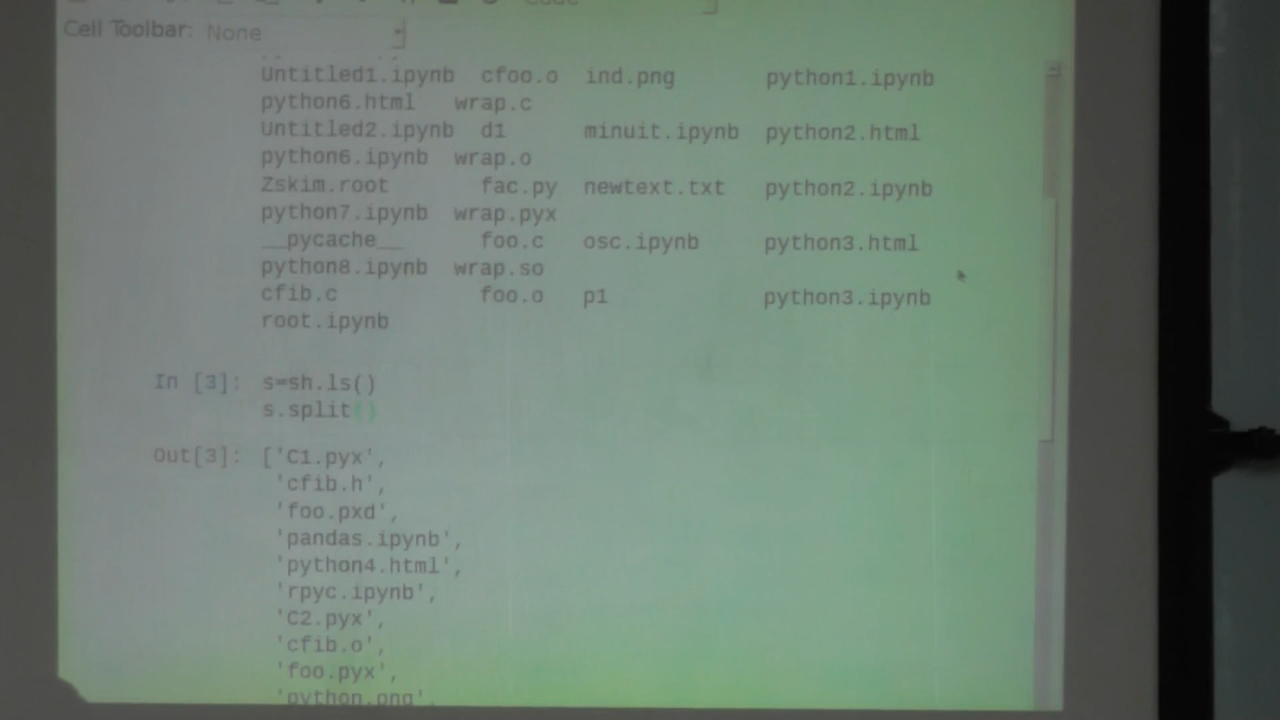 Code
Cell Toolbar: None
Untitled1.ipynb cfoo.o ind.png python1.ipynb
python6.html wrap.c
Untitled2.ipynb d1 minuit.ipynb python2.html
python6.ipynb wrap.o
Zskim.root fac.py newtext.txt python2.ipynb
python7.ipynb wrap.pyx
__pycache__ foo.c osc.ipynb python3.html
python8.ipynb wrap.so
cfib.c foo.o p1 python3.ipynb
root.ipynb
In [3]: s=sh.ls()
s.split()
Out[3]: ['C1.pyx',
'cfib.h',
'foo.pxd',
'pandas.ipynb',
'python4.html',
'rpyc.ipynb',
'C2.pyx',
'cfib.o',
'foo.pyx',
'python.png',